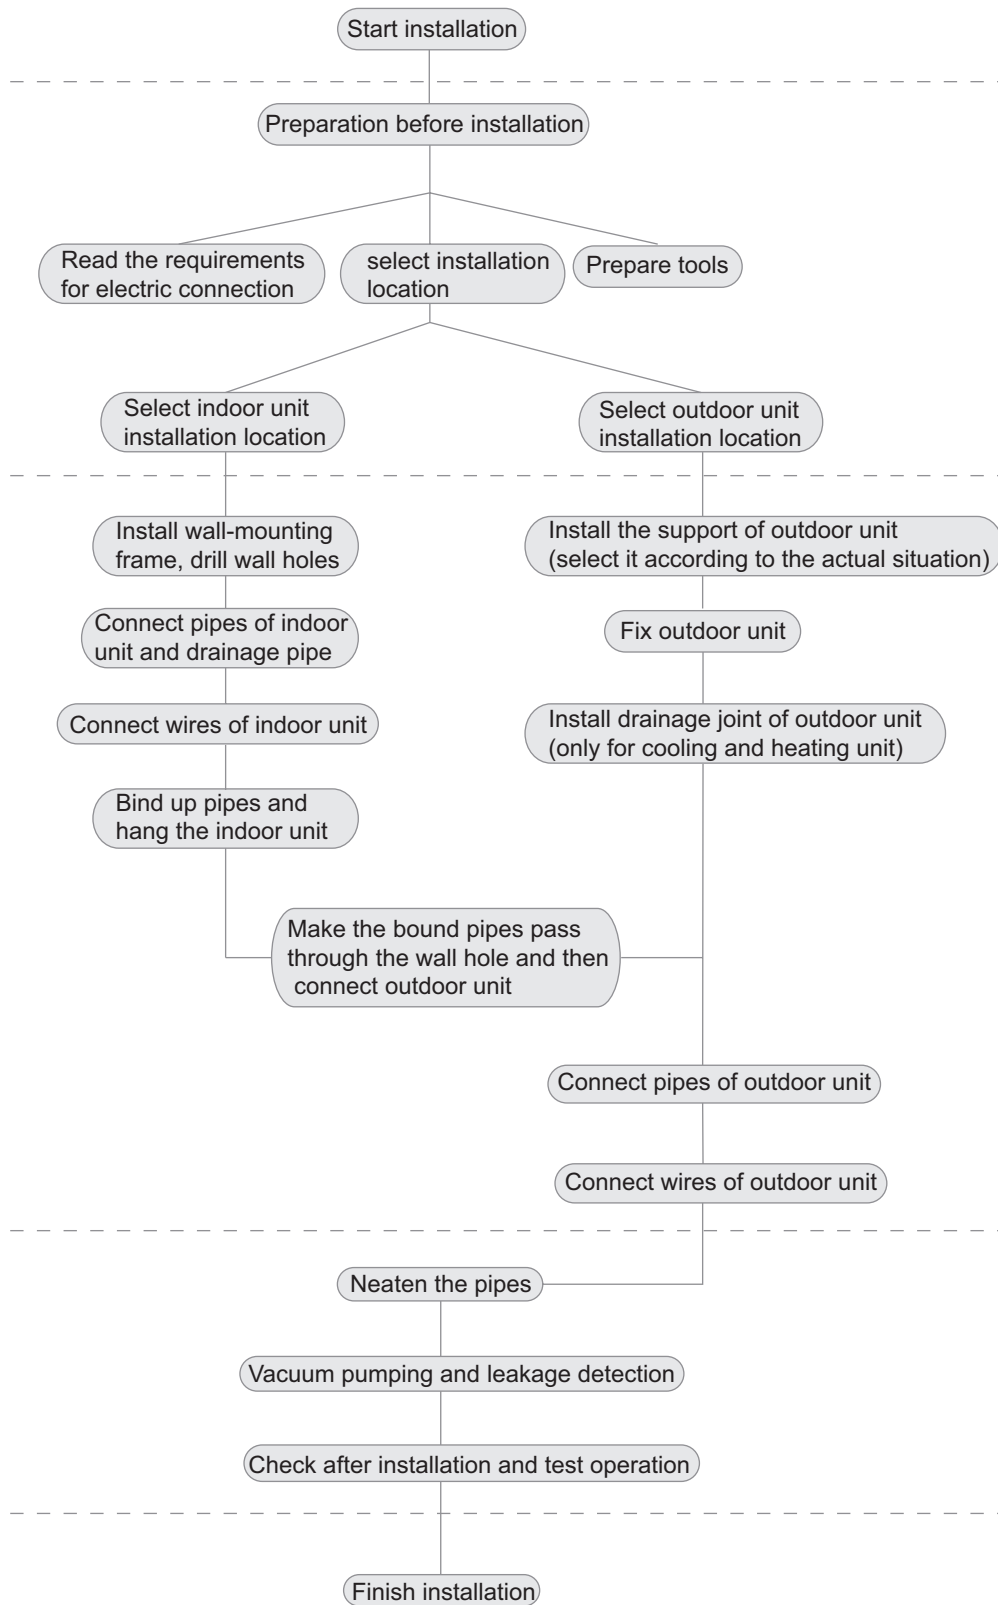 Start installation
Preparation before installation
Read the requirements
for electric connection
select installation
location
Prepare tools
Select indoor unit
installation location
Select outdoor unit
installation location
Install wall-mounting
frame, drill wall holes
Install the support of outdoor unit
(select it according to the actual situation)
Connect pipes of indoor
unit and drainage pipe
Fix outdoor unit
Connect wires of indoor unit
Install drainage joint of outdoor unit
(only for cooling and heating unit)
Bind up pipes and
hang the indoor unit
Make the bound pipes pass
through the wall hole and then
connect outdoor unit
Connect pipes of outdoor unit
Connect wires of outdoor unit
Neaten the pipes
Vacuum pumping and leakage detection
Check after installation and test operation
Finish installation